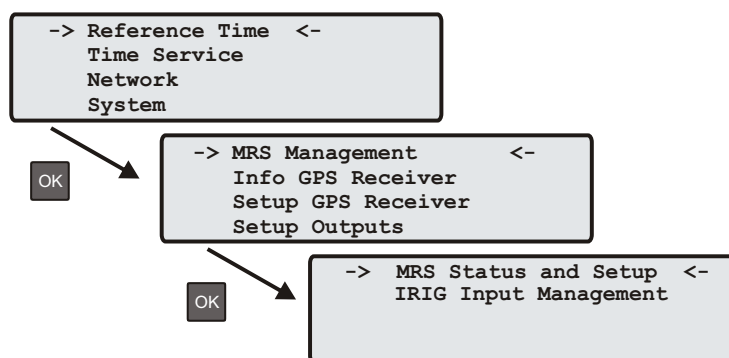 -> Reference Time <-
Time Service
Network
System
OK
-> MRS Management <-
Info GPS Receiver
Setup GPS Receiver
Setup Outputs
OK
-> MRS Status and Setup <-
IRIG Input Management